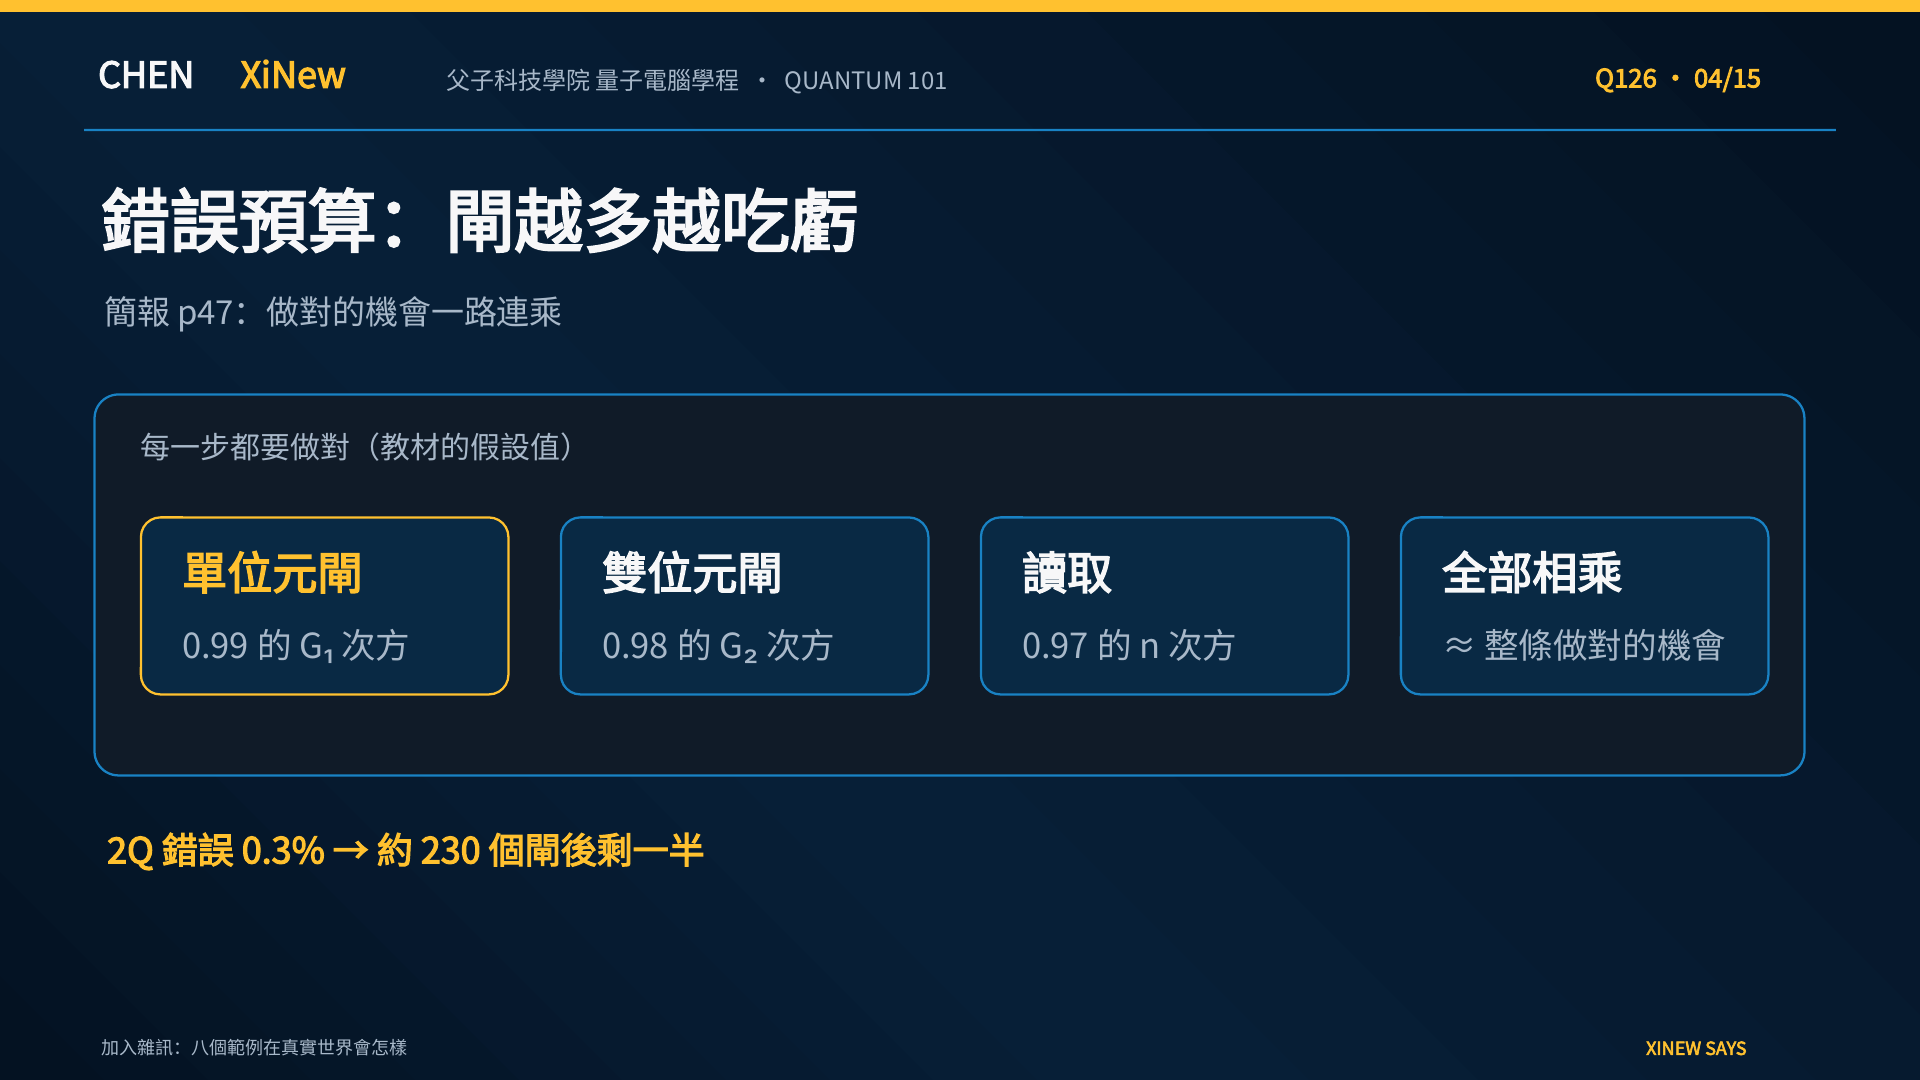 CHEN XiNew 父子科技學院 量子電腦學程 · QUANTUM 101 Q126 · 04/15
錯誤預算：閘越多越吃虧
簡報 p47：做對的機會一路連乘
每一步都要做對（教材的假設值）
單位元閘
0.99 的 G₁ 次方
雙位元閘
0.98 的 G₂ 次方
讀取
0.97 的 n 次方
全部相乘
≈ 整條做對的機會
2Q 錯誤 0.3% → 約 230 個閘後剩一半
加入雜訊：八個範例在真實世界會怎樣
XINEW SAYS